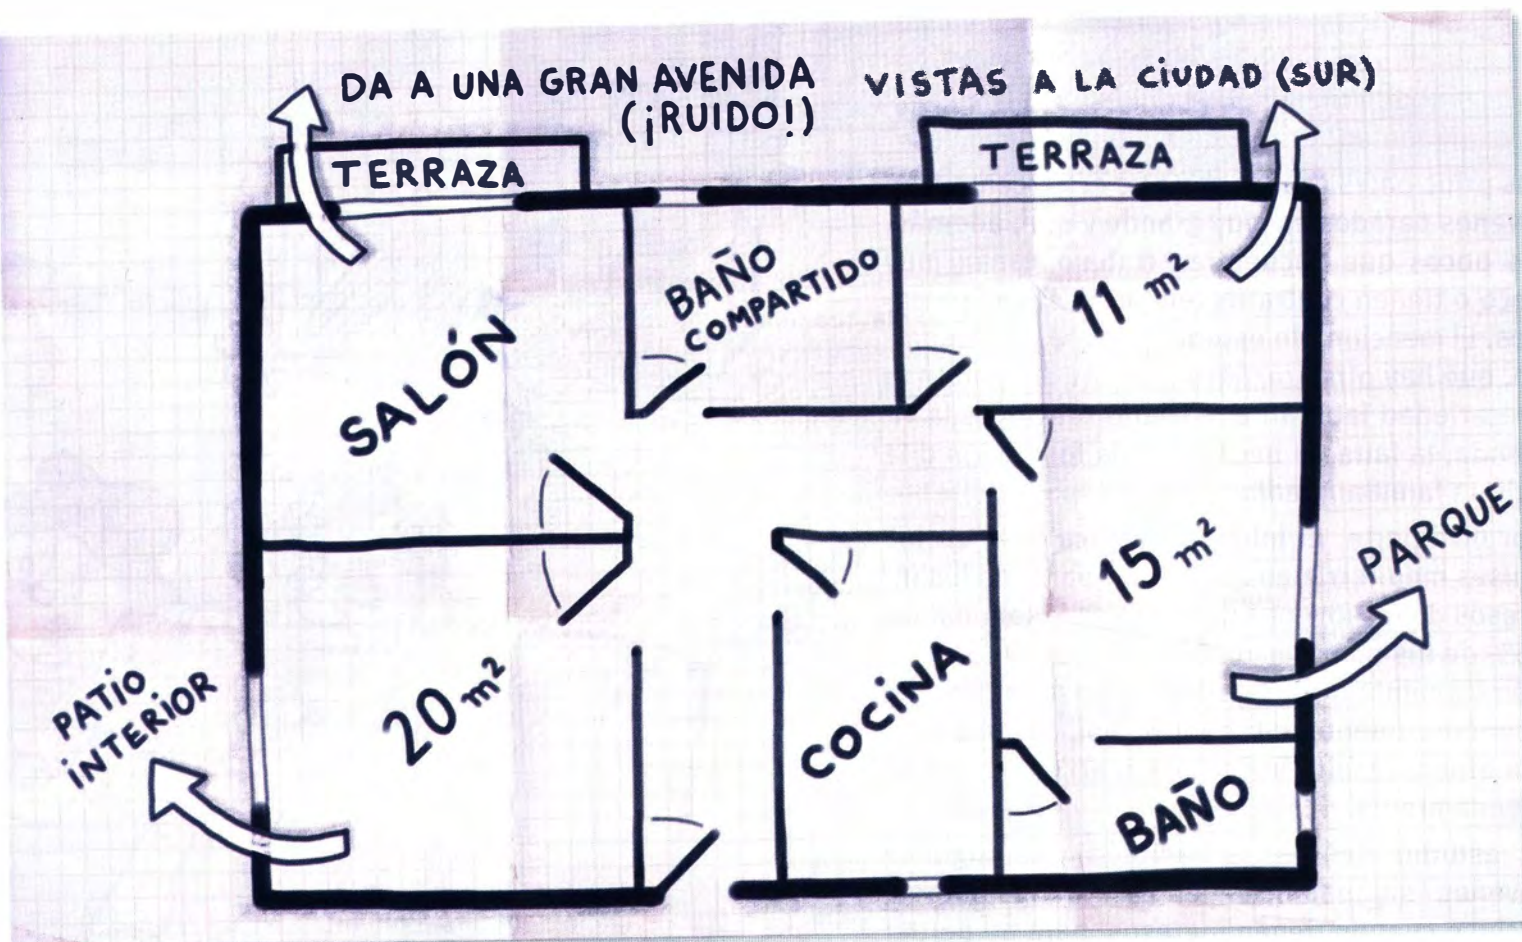 DA A UNA GRAN AVENIDA
(¡RUIDO!)
VISTAS A LA CIUDAD (SUR)
TERRAZA
TERRAZA
BAÑO
COMPARTIDO
11 m²
SALÓN
15 m²
PARQUE
PATIO
INTERIOR
20 m²
COCINA
BAÑO